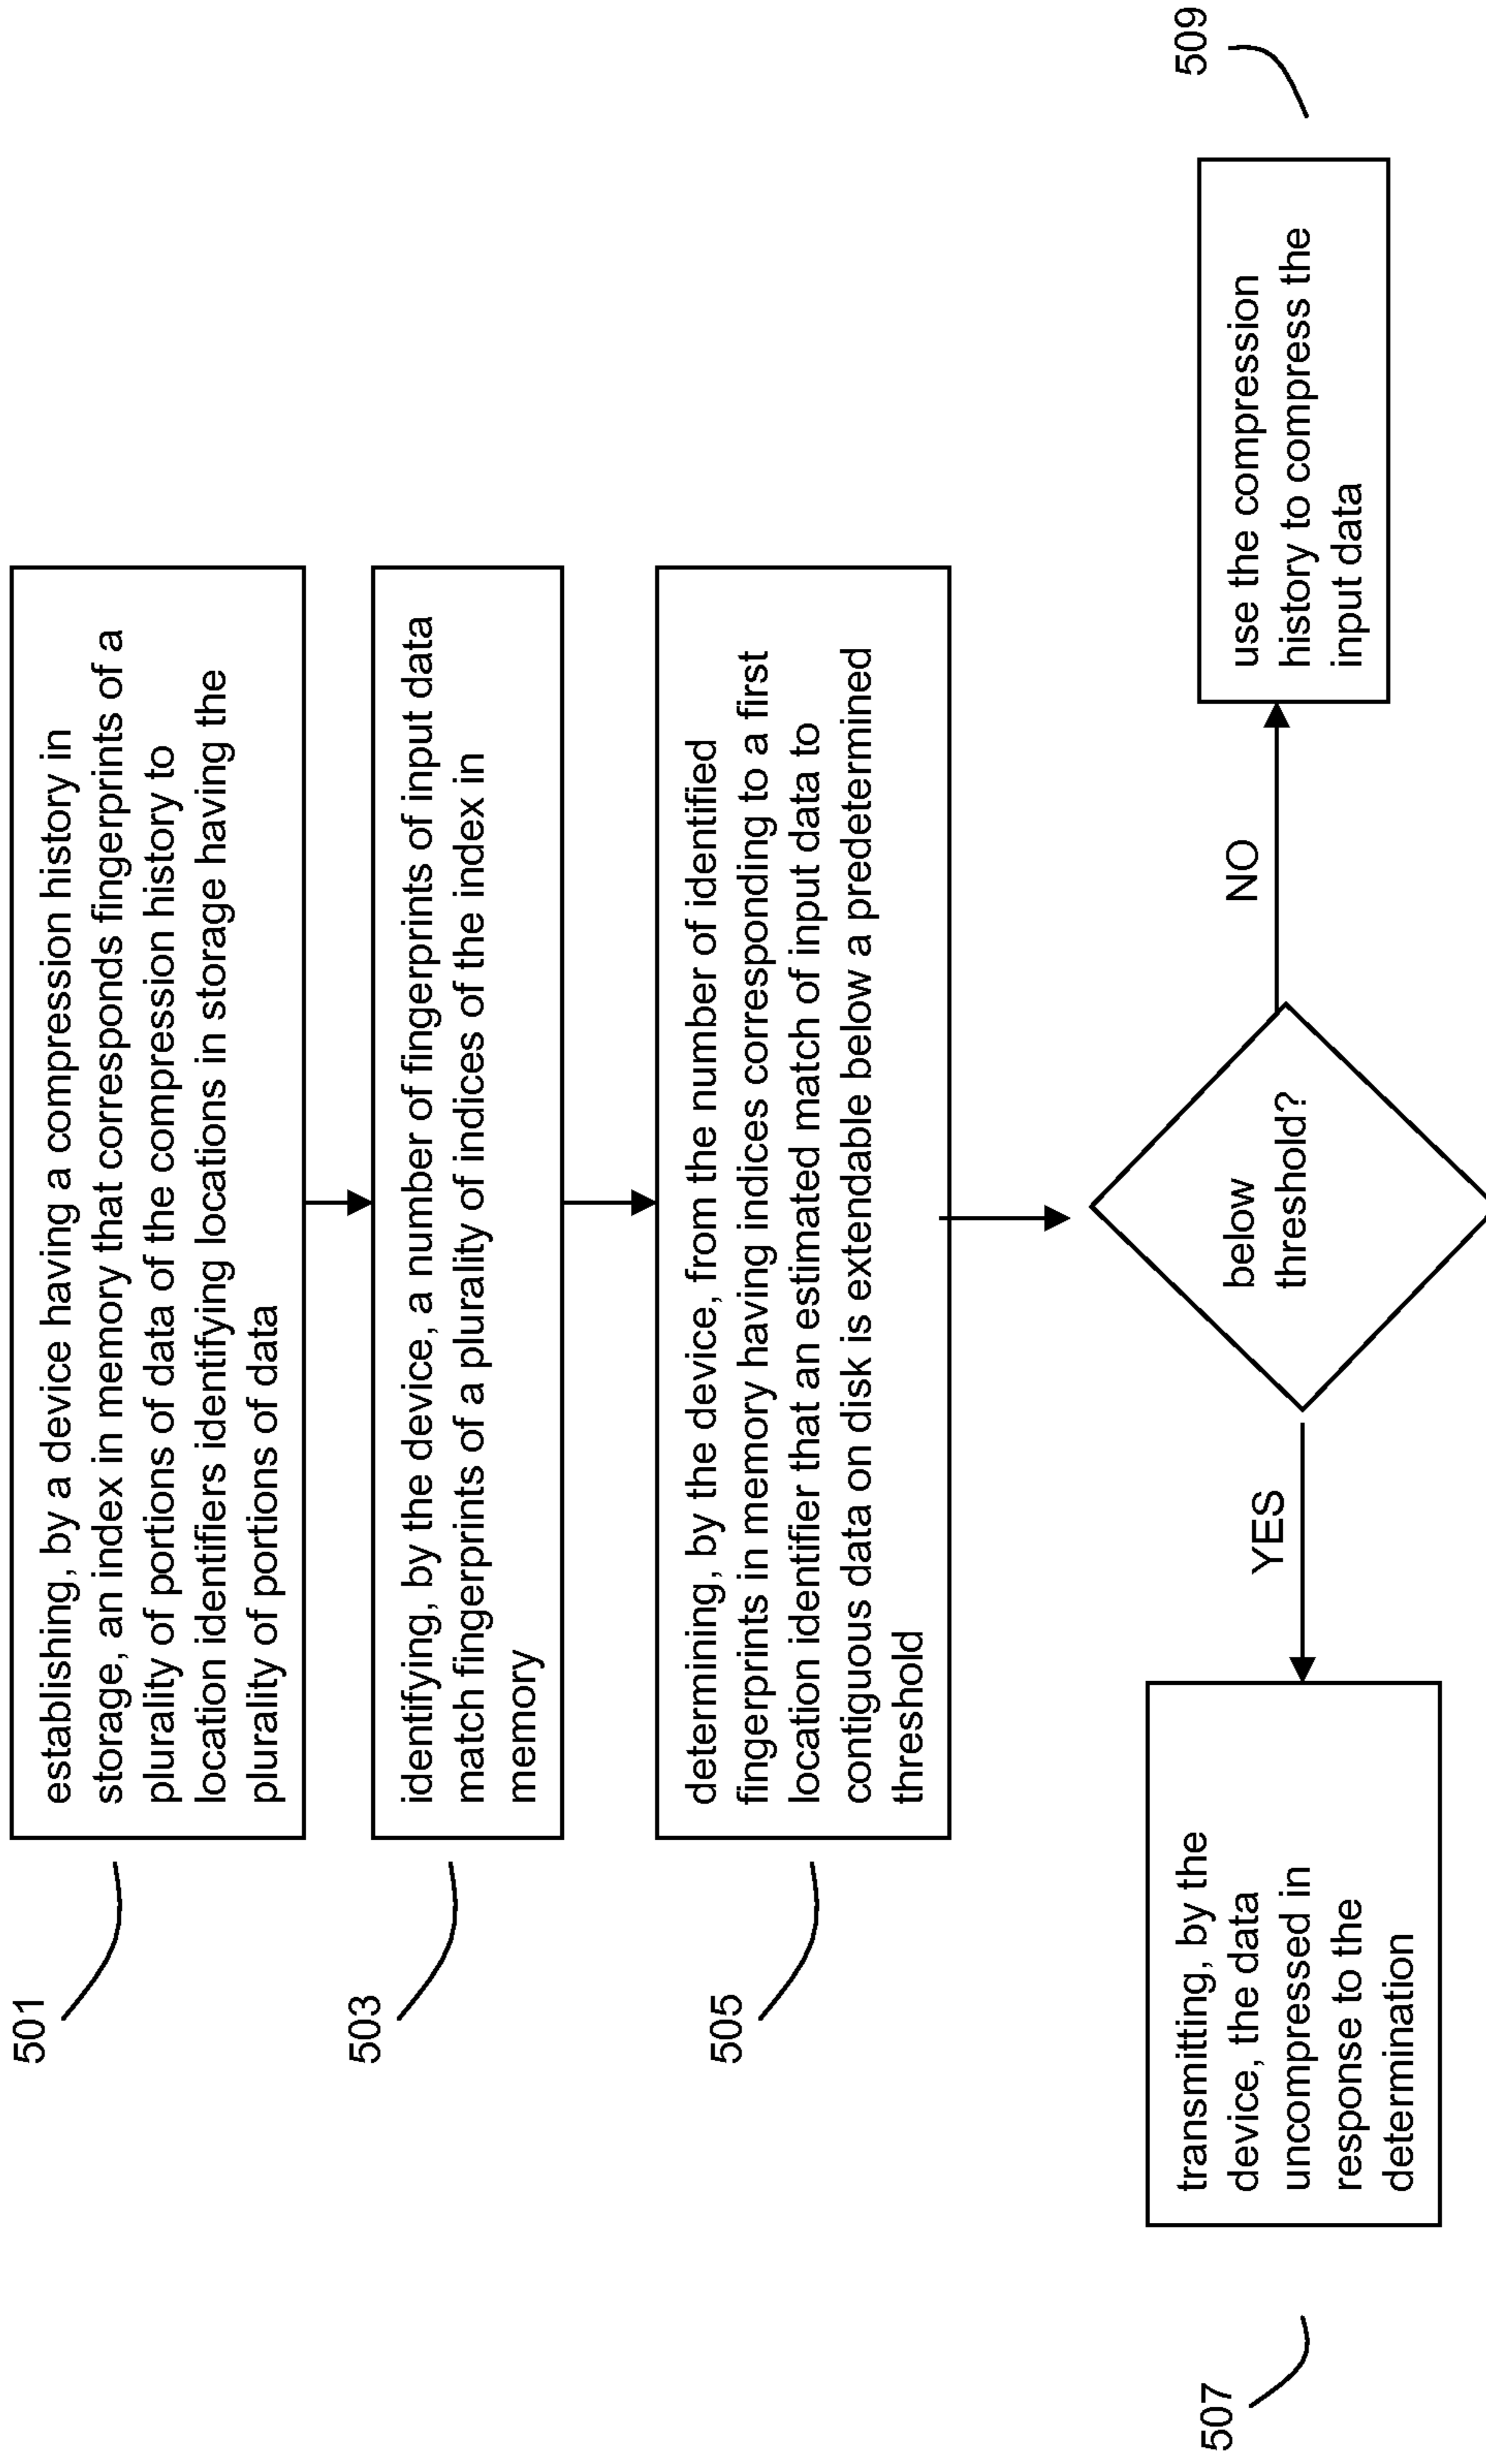 501
establishing, by a device having a compression history in
storage, an index in memory that corresponds fingerprints of a
plurality of portions of data of the compression history to
location identifiers identifying locations in storage having the
plurality of portions of data
503
identifying, by the device, a number of fingerprints of input data
match fingerprints of a plurality of indices of the index in
memory
505
determining, by the device, from the number of identified
fingerprints in memory having indices corresponding to a first
location identifier that an estimated match of input data to
contiguous data on disk is extendable below a predetermined
threshold
below
threshold?
YES
NO
507
transmitting, by the
device, the data
uncompressed in
response to the
determination
509
use the compression
history to compress the
input data